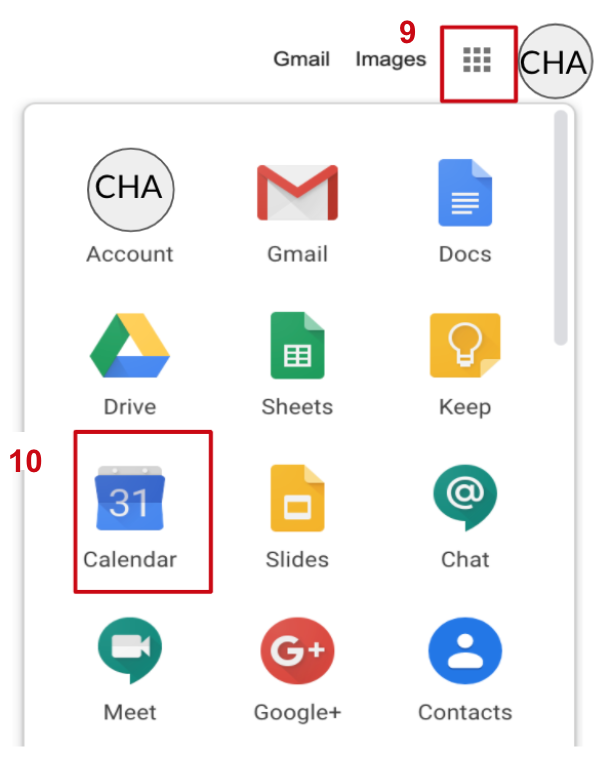 9
Gmail Images CHA
CHA
Account Gmail Docs
Drive Sheets Keep
10
31
@
Calendar Slides Chat
G+
Meet Google+ Contacts